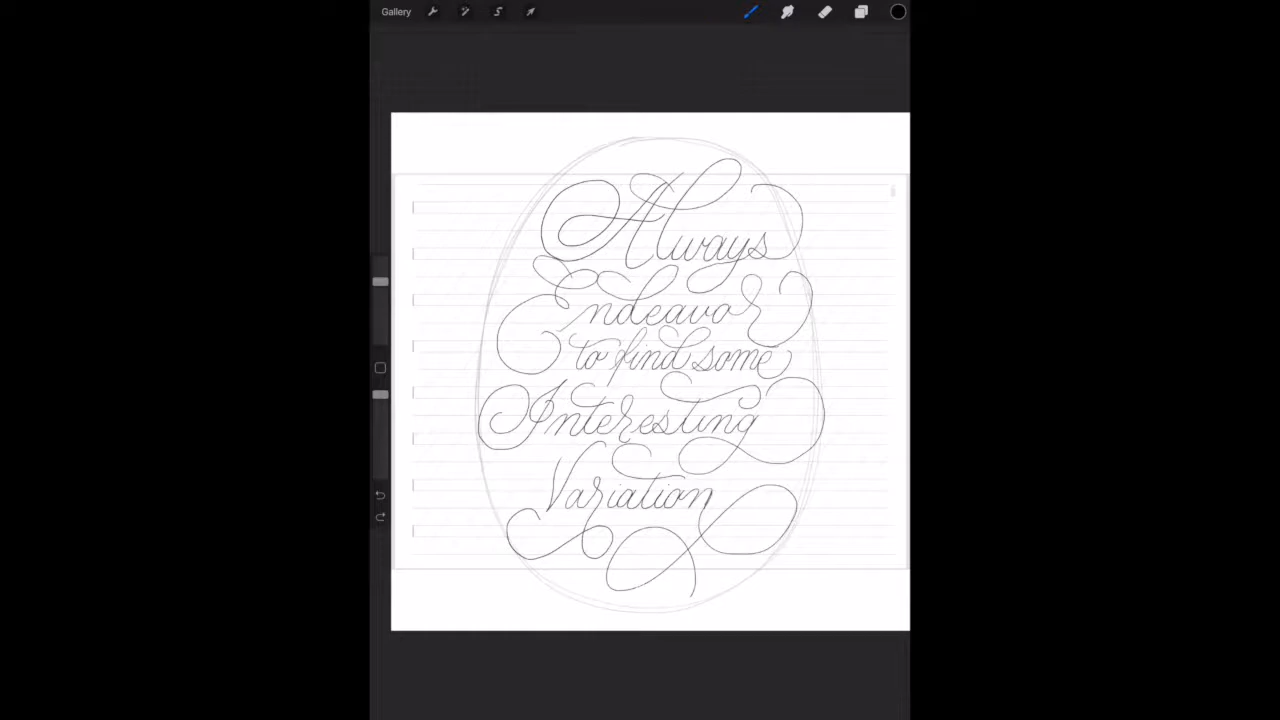 Gallery
Always
Endeavor
to find some
Interesting
Variation